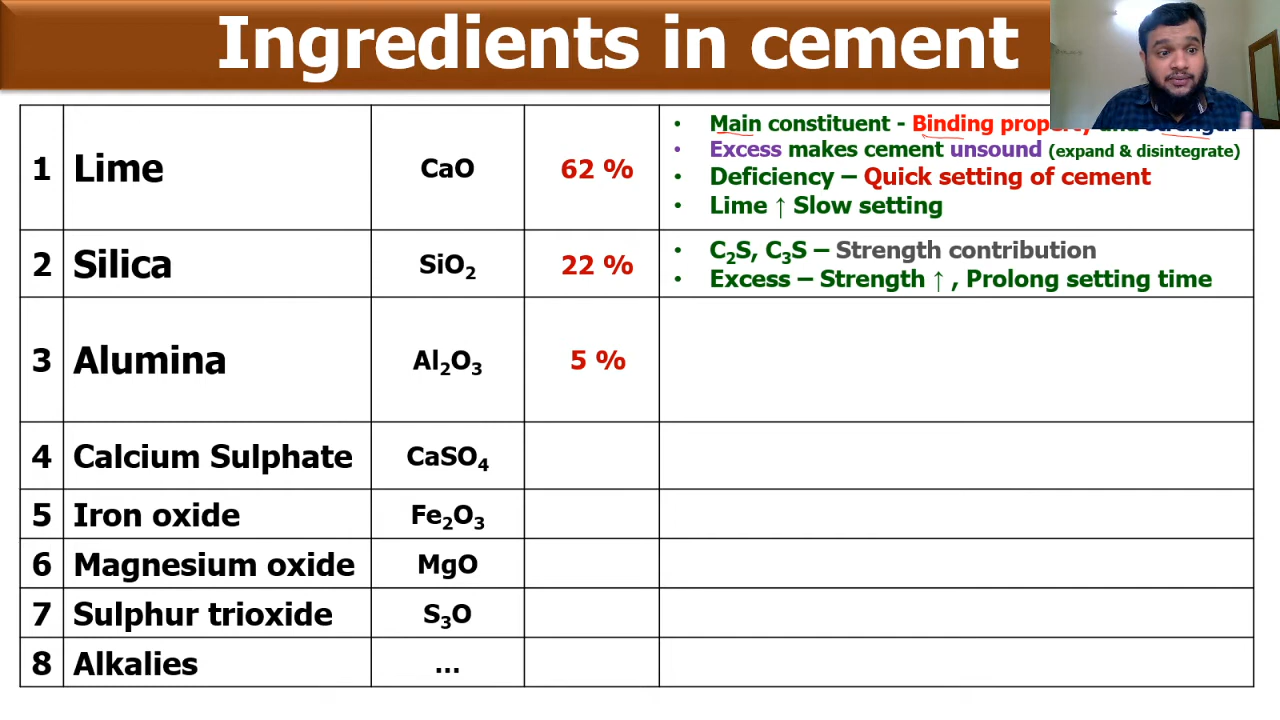 Ingredients in cement
1 Lime CaO 62 %
• Main constituent - Binding property and strength
• Excess makes cement unsound (expand & disintegrate)
• Deficiency – Quick setting of cement
• Lime ↑ Slow setting
2 Silica SiO₂ 22 %
• C₂S, C₃S – Strength contribution
• Excess – Strength ↑ , Prolong setting time
3 Alumina Al₂O₃ 5 %
4 Calcium Sulphate CaSO₄
5 Iron oxide Fe₂O₃
6 Magnesium oxide MgO
7 Sulphur trioxide S₃O
8 Alkalies ...